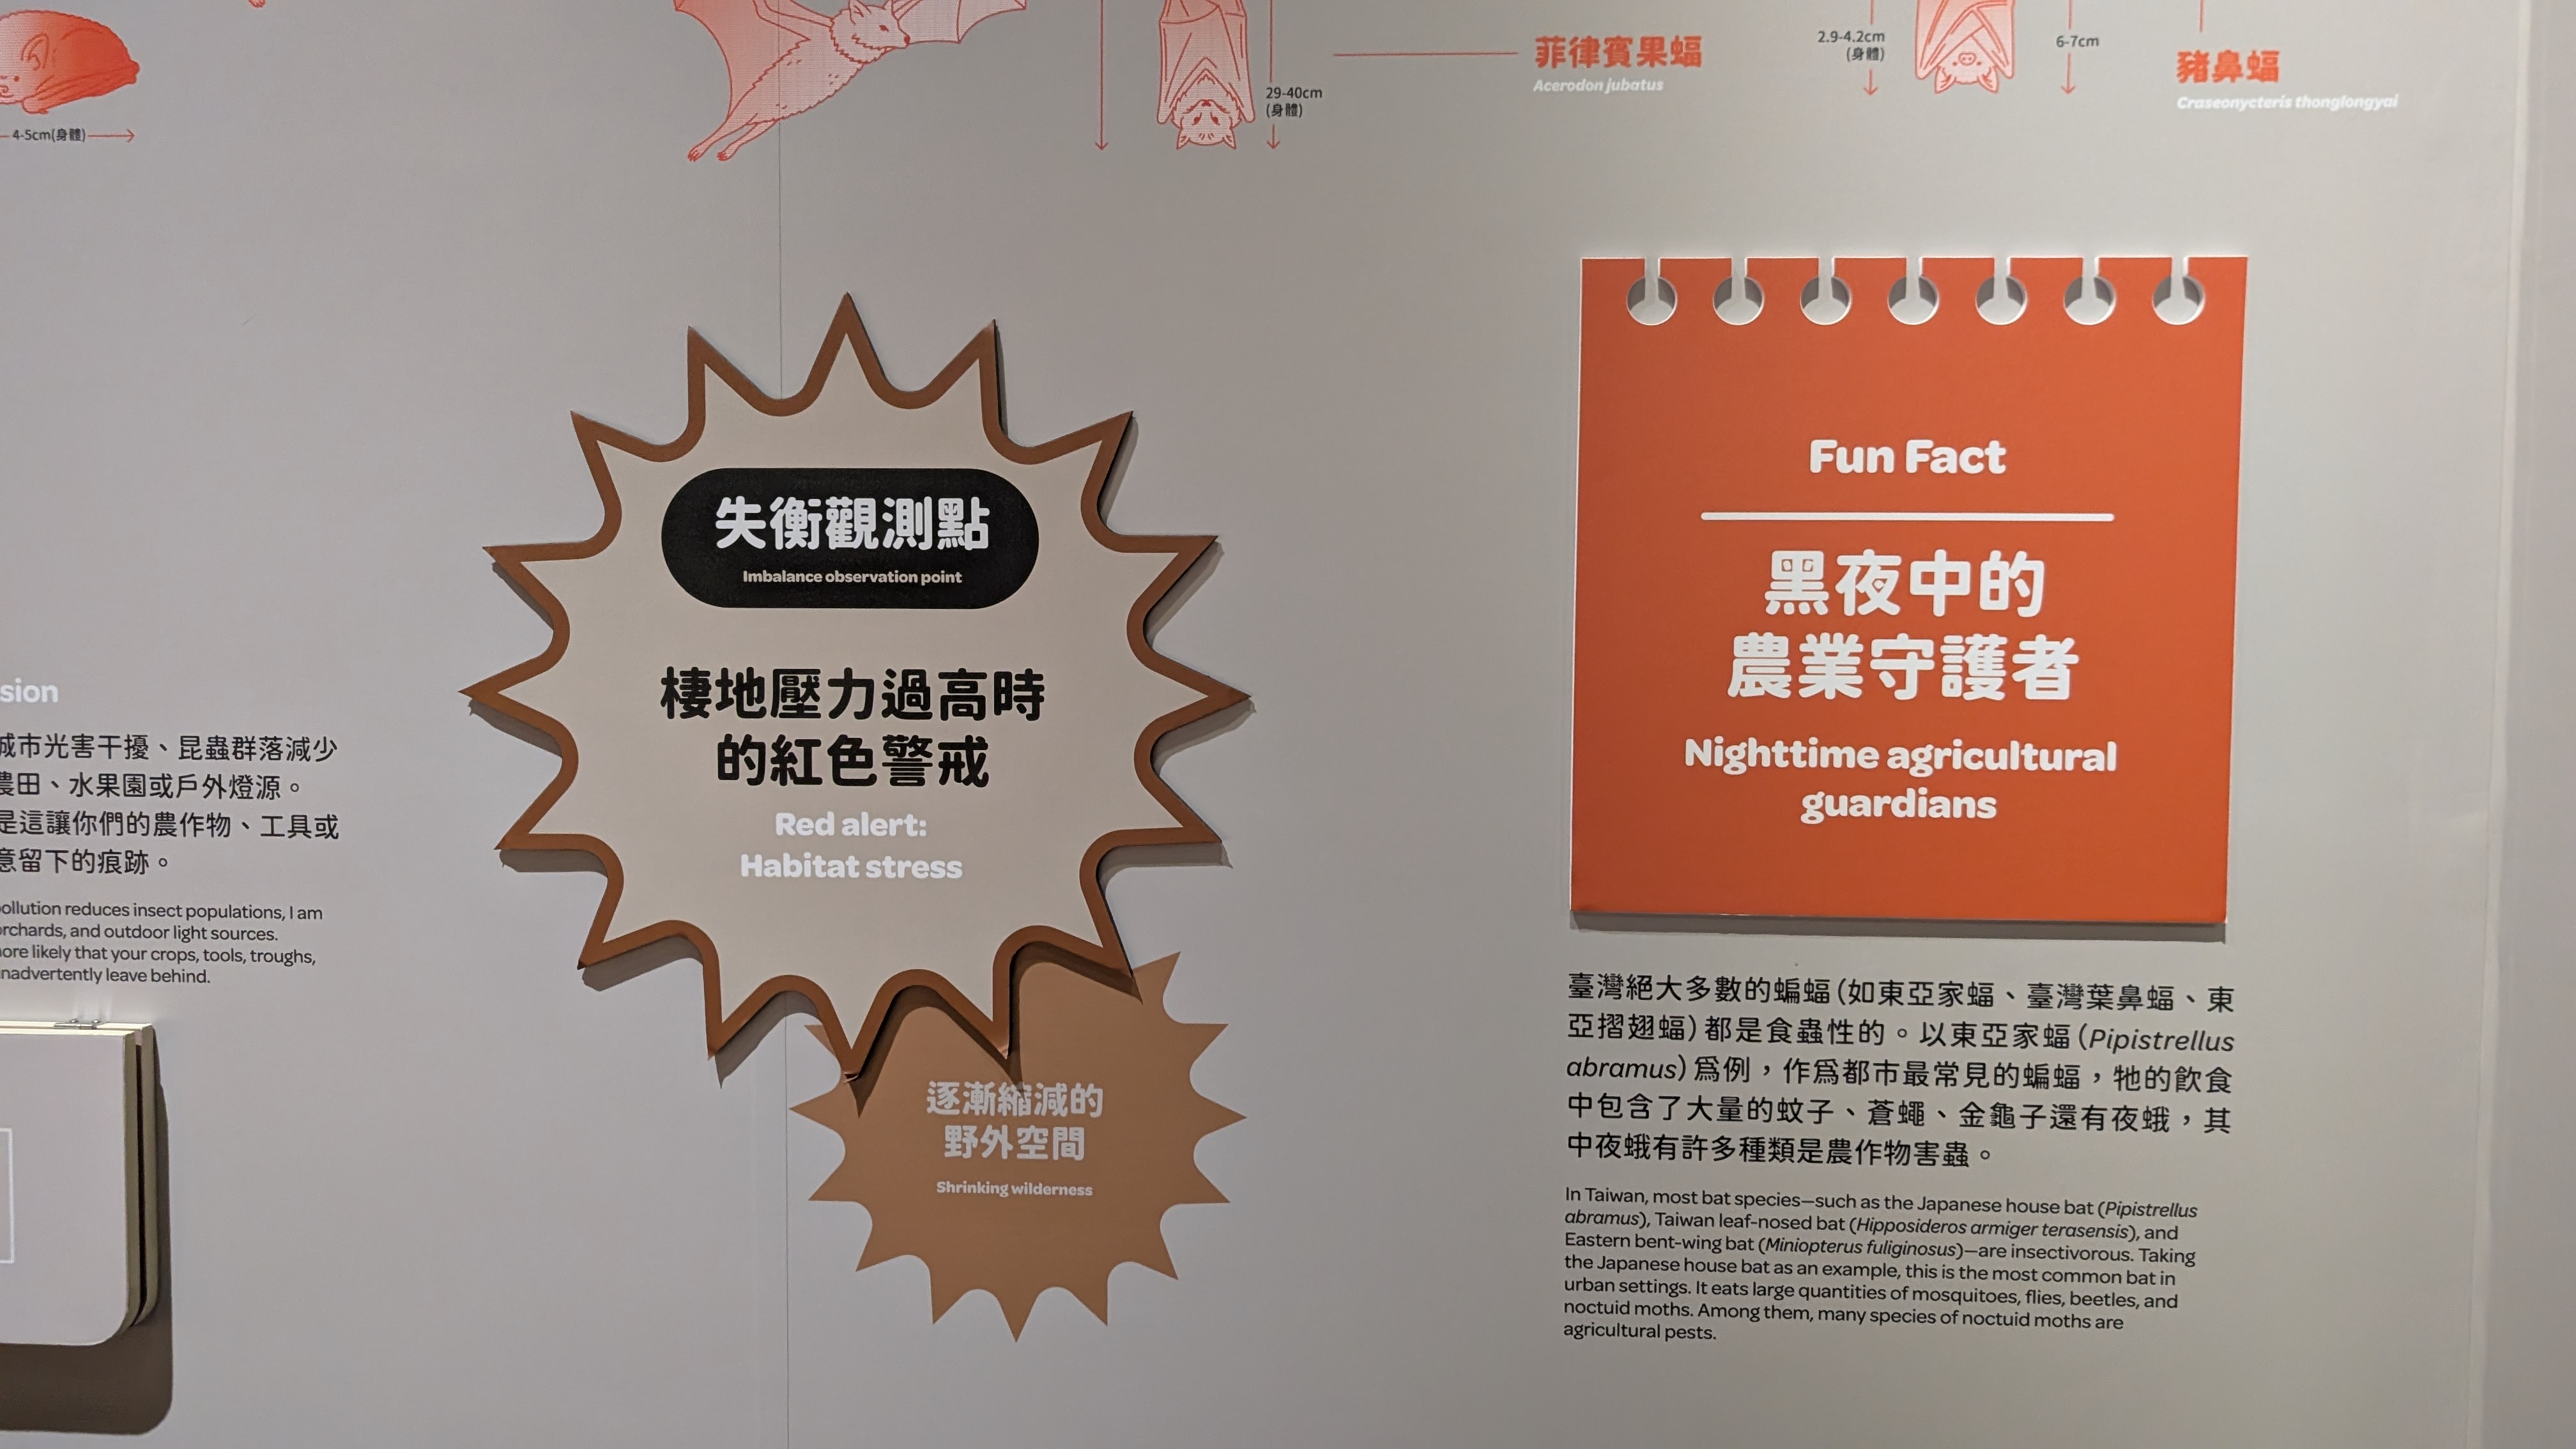 4-5cm(身體)
29-40cm
(身體)
菲律賓果蝠
Acerodon jubatus
2.9-4.2cm
(身體)
6-7cm
豬鼻蝠
Craseonycteris thonglongyai
失衡觀測點
Imbalance observation point
棲地壓力過高時
的紅色警戒
Red alert:
Habitat stress
逐漸縮減的
野外空間
Shrinking wilderness
sion
城市光害干擾、昆蟲群落減少
農田、水果園或戶外燈源。
是這讓你們的農作物、工具或
意留下的痕跡。
ollution reduces insect populations, I am
orchards, and outdoor light sources.
more likely that your crops, tools, troughs,
inadvertently leave behind.
Fun Fact
黑夜中的
農業守護者
Nighttime agricultural
guardians
臺灣絕大多數的蝙蝠(如東亞家蝠、臺灣葉鼻蝠、東
亞摺翅蝠)都是食蟲性的。以東亞家蝠(Pipistrellus
abramus)爲例，作爲都市最常見的蝙蝠，牠的飲食
中包含了大量的蚊子、蒼蠅、金龜子還有夜蛾，其
中夜蛾有許多種類是農作物害蟲。
In Taiwan, most bat species—such as the Japanese house bat (Pipistrellus
abramus), Taiwan leaf-nosed bat (Hipposideros armiger terasensis), and
Eastern bent-wing bat (Miniopterus fuliginosus)—are insectivorous. Taking
the Japanese house bat as an example, this is the most common bat in
urban settings. It eats large quantities of mosquitoes, flies, beetles, and
noctuid moths. Among them, many species of noctuid moths are
agricultural pests.